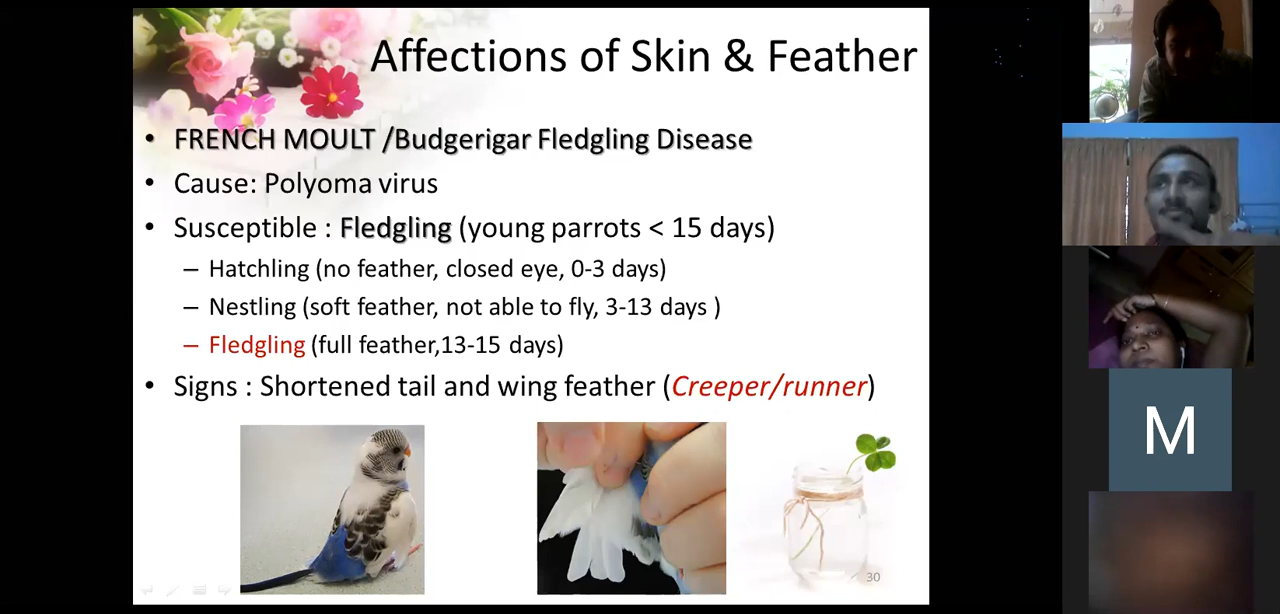 Affections of Skin & Feather
• FRENCH MOULT /Budgerigar Fledgling Disease
• Cause: Polyoma virus
• Susceptible : Fledgling (young parrots < 15 days)
– Hatchling (no feather, closed eye, 0-3 days)
– Nestling (soft feather, not able to fly, 3-13 days )
– Fledgling (full feather,13-15 days)
• Signs : Shortened tail and wing feather (Creeper/runner)
30
M